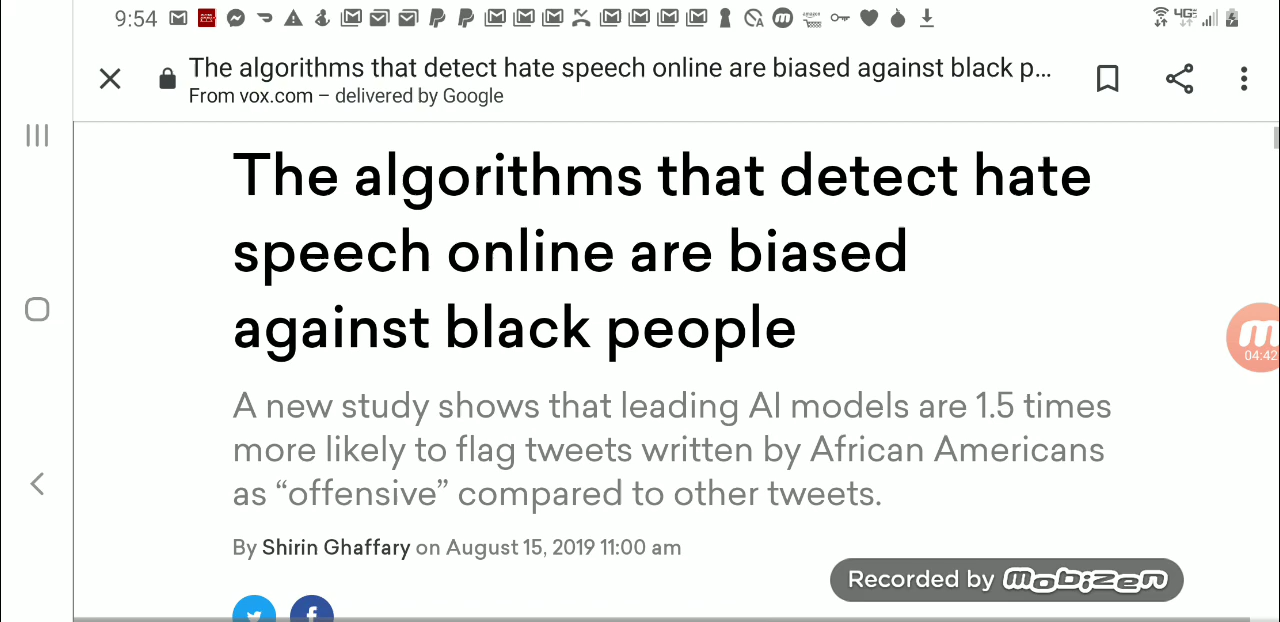 9:54
4GE
The algorithms that detect hate speech online are biased against black p...
From vox.com – delivered by Google
The algorithms that detect hate
speech online are biased
against black people
A new study shows that leading AI models are 1.5 times
more likely to flag tweets written by African Americans
as “offensive” compared to other tweets.
By Shirin Ghaffary on August 15, 2019 11:00 am
04:42
Recorded by mobizen